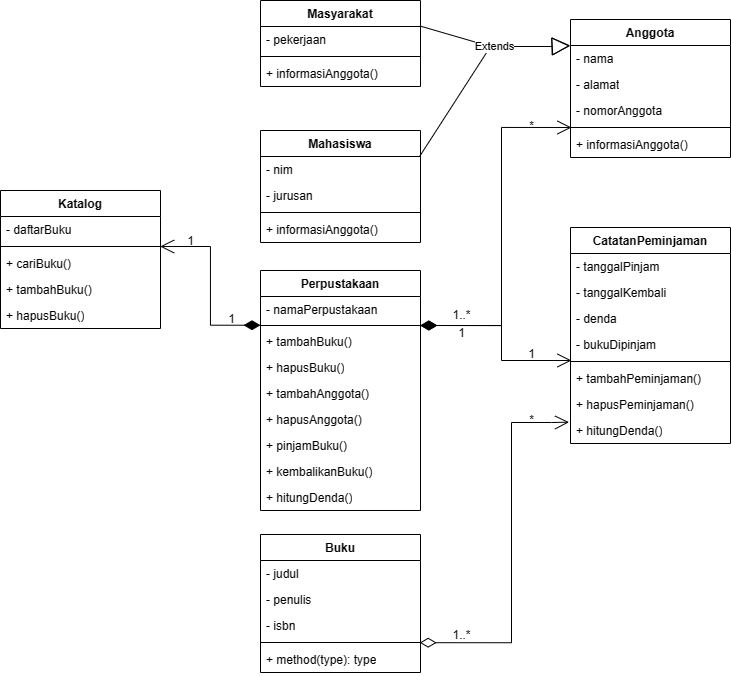 Masyarakat
- pekerjaan
+ informasiAnggota()
Extends
Anggota
- nama
- alamat
- nomorAnggota
+ informasiAnggota()
Mahasiswa
- nim
- jurusan
+ informasiAnggota()
*
Katalog
- daftarBuku
+ cariBuku()
+ tambahBuku()
+ hapusBuku()
1
1
Perpustakaan
- namaPerpustakaan
+ tambahBuku()
+ hapusBuku()
+ tambahAnggota()
+ hapusAnggota()
+ pinjamBuku()
+ kembalikanBuku()
+ hitungDenda()
1..*
1
1
CatatanPeminjaman
- tanggalPinjam
- tanggalKembali
- denda
- bukuDipinjam
+ tambahPeminjaman()
+ hapusPeminjaman()
+ hitungDenda()
*
Buku
- judul
- penulis
- isbn
+ method(type): type
1..*